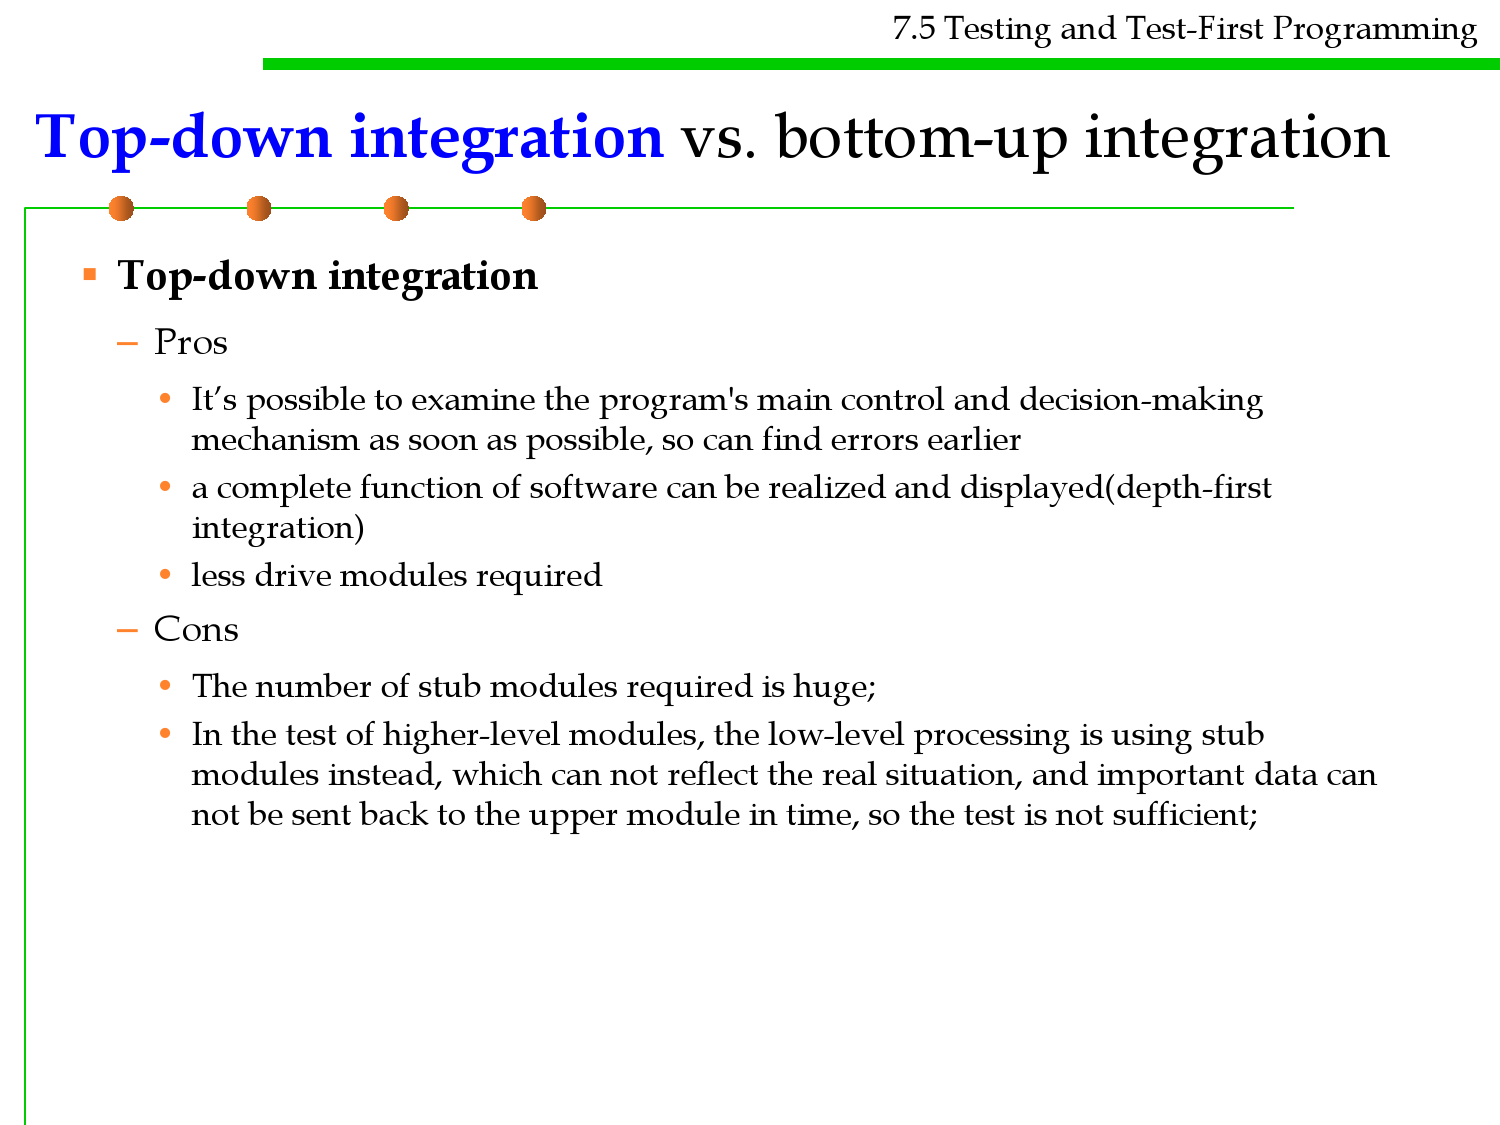 7.5 Testing and Test-First Programming
Top-down integration vs. bottom-up integration
▪ Top-down integration
– Pros
• It’s possible to examine the program's main control and decision-making
mechanism as soon as possible, so can find errors earlier
• a complete function of software can be realized and displayed(depth-first
integration)
• less drive modules required
– Cons
• The number of stub modules required is huge;
• In the test of higher-level modules, the low-level processing is using stub
modules instead, which can not reflect the real situation, and important data can
not be sent back to the upper module in time, so the test is not sufficient;